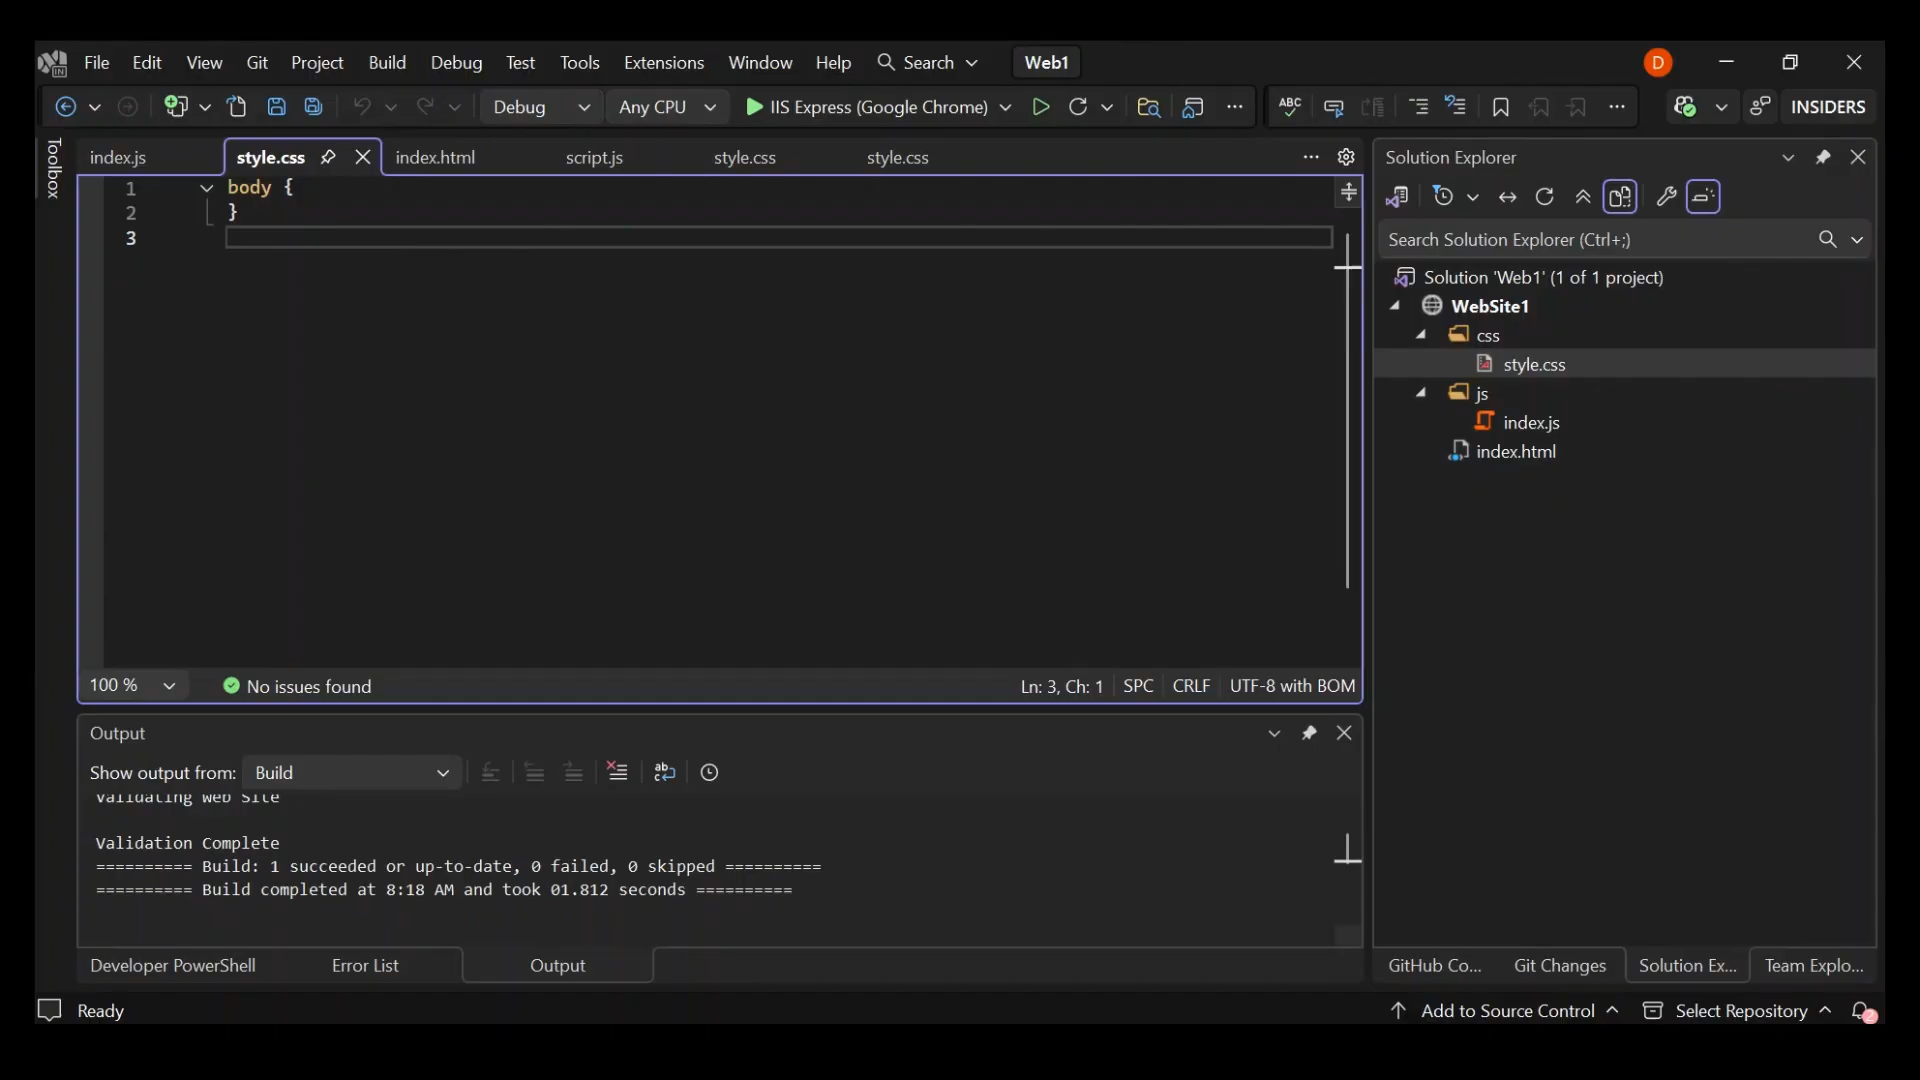 File Edit View Git Project Build Debug Test Tools Extensions Window Help Search Web1 D
Debug Any CPU IIS Express (Google Chrome) ABC INSIDERS
Toolbox
index.js style.css index.html script.js style.css style.css
1 body {
2 }
3
100 % No issues found Ln: 3, Ch: 1 SPC CRLF UTF-8 with BOM
Output
Show output from: Build
Validating Web Site
Validation Complete
========== Build: 1 succeeded or up-to-date, 0 failed, 0 skipped ==========
========== Build completed at 8:18 AM and took 01.812 seconds ==========
Developer PowerShell Error List Output
Solution Explorer
Search Solution Explorer (Ctrl+;)
Solution 'Web1' (1 of 1 project)
WebSite1
css
style.css
js
index.js
index.html
GitHub Co... Git Changes Solution Ex... Team Explo...
Ready Add to Source Control Select Repository 2